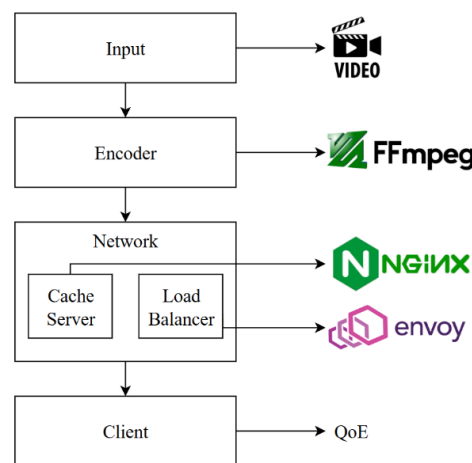 Input
VIDEO
Encoder
FFmpeg
Network
Cache
Server
Load
Balancer
N NGINX
envoy
Client
QoE